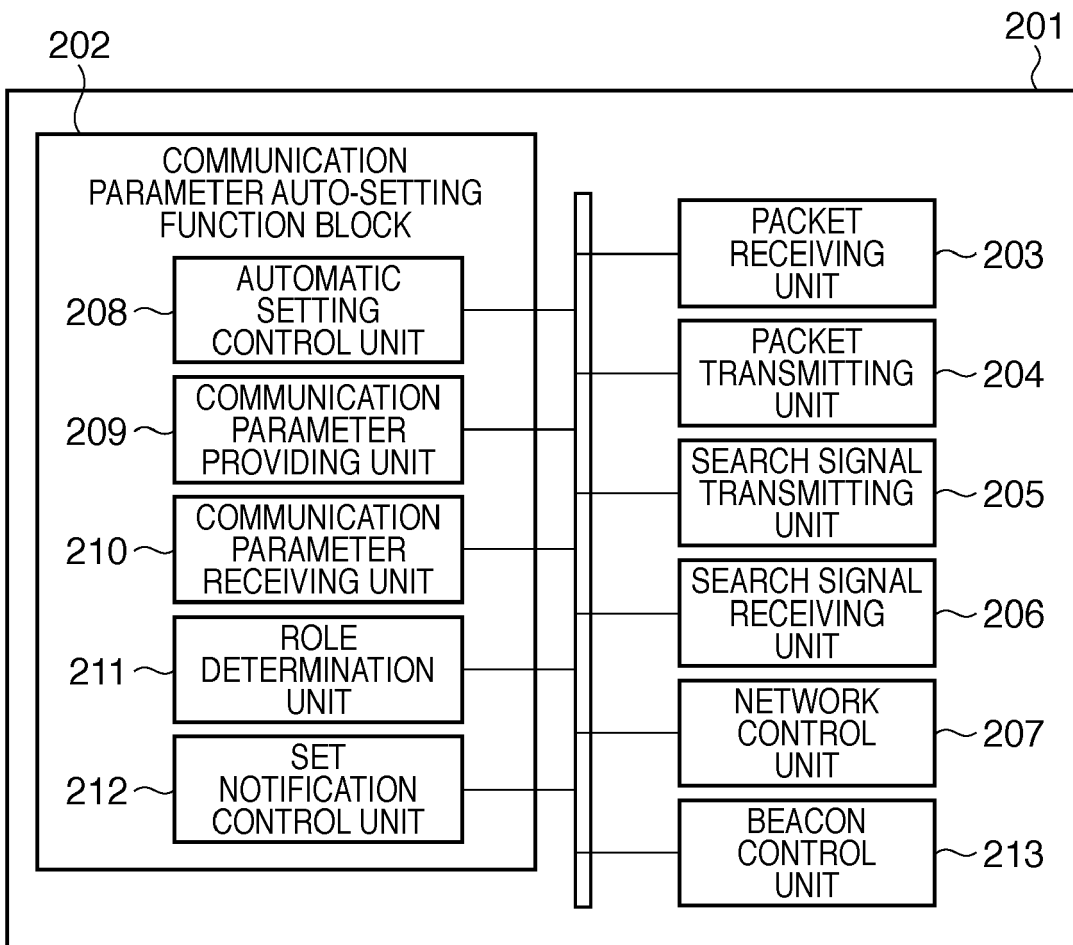 201
202
COMMUNICATION
PARAMETER AUTO-SETTING
FUNCTION BLOCK
208
AUTOMATIC
SETTING
CONTROL UNIT
209
COMMUNICATION
PARAMETER
PROVIDING UNIT
210
COMMUNICATION
PARAMETER
RECEIVING UNIT
211
ROLE
DETERMINATION
UNIT
212
SET
NOTIFICATION
CONTROL UNIT
PACKET
RECEIVING
UNIT
203
PACKET
TRANSMITTING
UNIT
204
SEARCH SIGNAL
TRANSMITTING
UNIT
205
SEARCH SIGNAL
RECEIVING
UNIT
206
NETWORK
CONTROL
UNIT
207
BEACON
CONTROL
UNIT
213